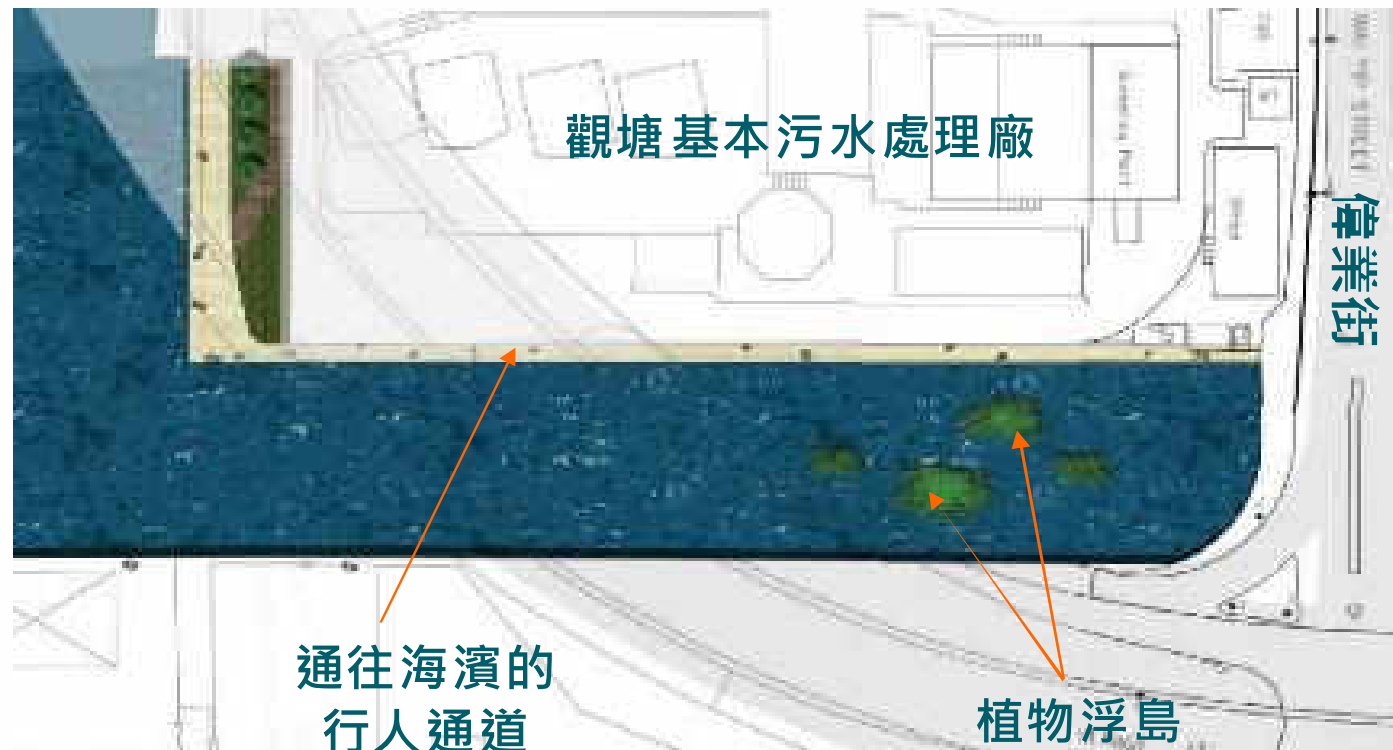 觀塘基本污水處理廠
偉業街
通往海濱的
行人通道
植物浮島